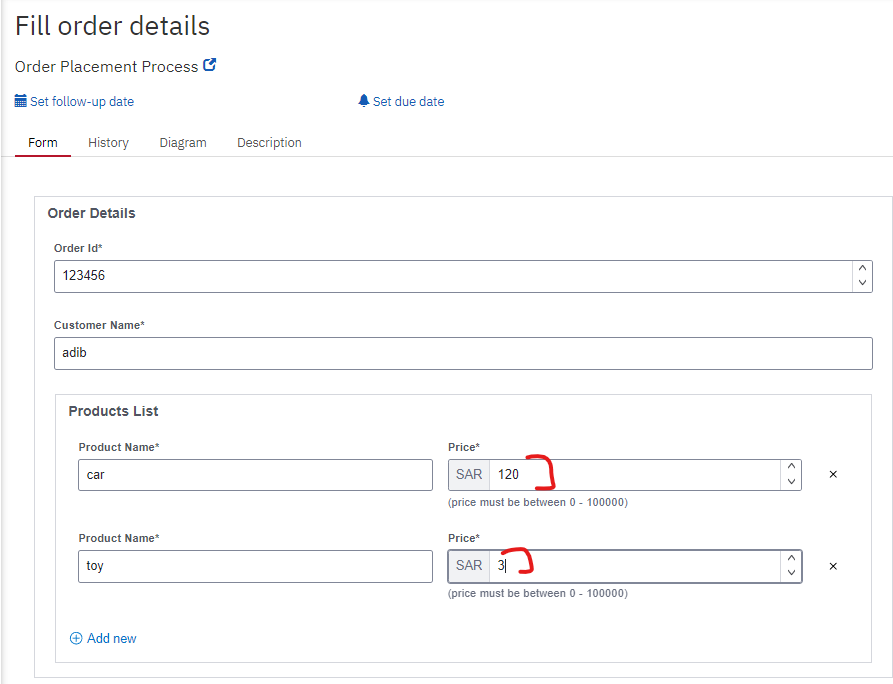 Fill order details
Order Placement Process
Set follow-up date Set due date
Form History Diagram Description
Order Details
Order Id*
123456
Customer Name*
adib
Products List
Product Name* Price*
car SAR 120
(price must be between 0 - 100000)
Product Name* Price*
toy SAR 3
(price must be between 0 - 100000)
Add new